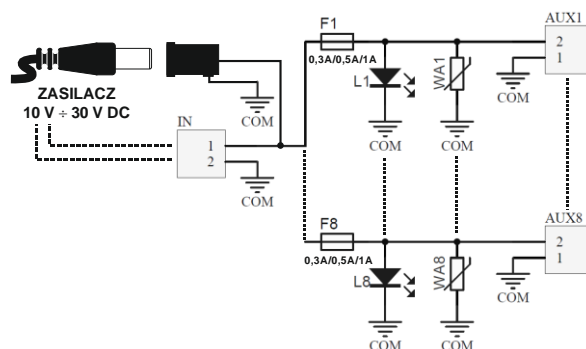 AUX1
F1
2
1
0,3A/0,5A/1A
L1
WA1
COM
COM
COM
COM
ZASILACZ
10 V ÷ 30 V DC
IN
1
2
COM
F8
AUX8
2
1
0,3A/0,5A/1A
L8
WA8
COM
COM
COM